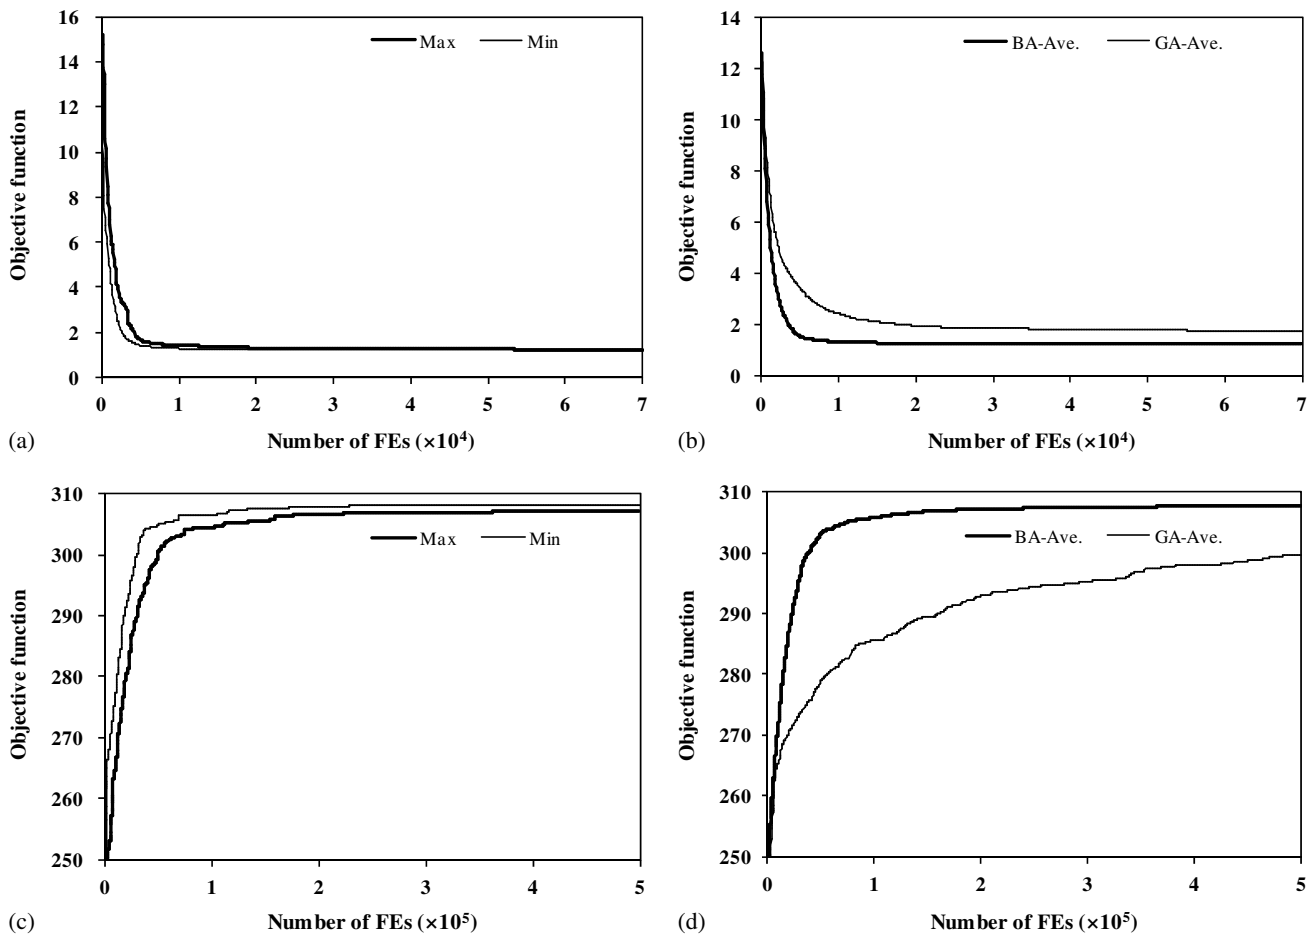 16
14
12
10
8
6
4
2
0
Objective function
Max Min
0 1 2 3 4 5 6 7
(a) Number of FEs (×10⁴)
14
12
10
8
6
4
2
0
Objective function
BA-Ave. GA-Ave.
0 1 2 3 4 5 6 7
(b) Number of FEs (×10⁴)
310
300
290
280
270
260
250
Objective function
Max Min
0 1 2 3 4 5
(c) Number of FEs (×10⁵)
310
300
290
280
270
260
250
Objective function
BA-Ave. GA-Ave.
0 1 2 3 4 5
(d) Number of FEs (×10⁵)